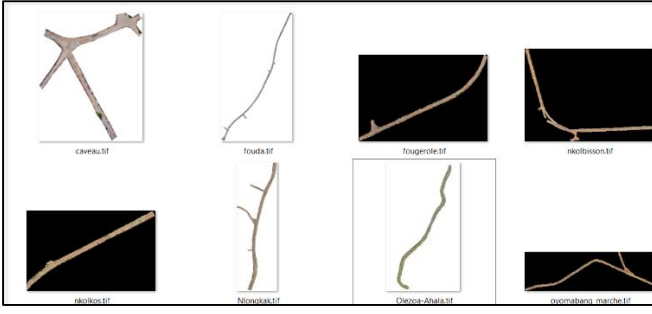 caveau.tif
fouda.tif
fougerole.tif
nkolbisson.tif
nkolkos.tif
Nlongkak.tif
Olezoa-Ahala.tif
oyomabang_marche.tif